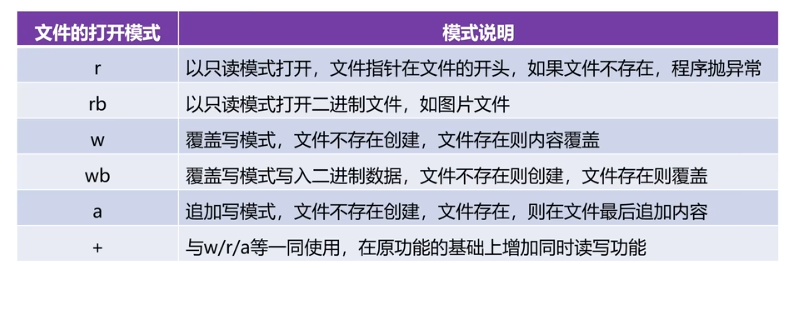 文件的打开模式 模式说明
r 以只读模式打开，文件指针在文件的开头，如果文件不存在，程序抛异常
rb 以只读模式打开二进制文件，如图片文件
w 覆盖写模式，文件不存在创建，文件存在则内容覆盖
wb 覆盖写模式写入二进制数据，文件不存在则创建，文件存在则覆盖
a 追加写模式，文件不存在创建，文件存在，则在文件最后追加内容
+ 与w/r/a等一同使用，在原功能的基础上增加同时读写功能